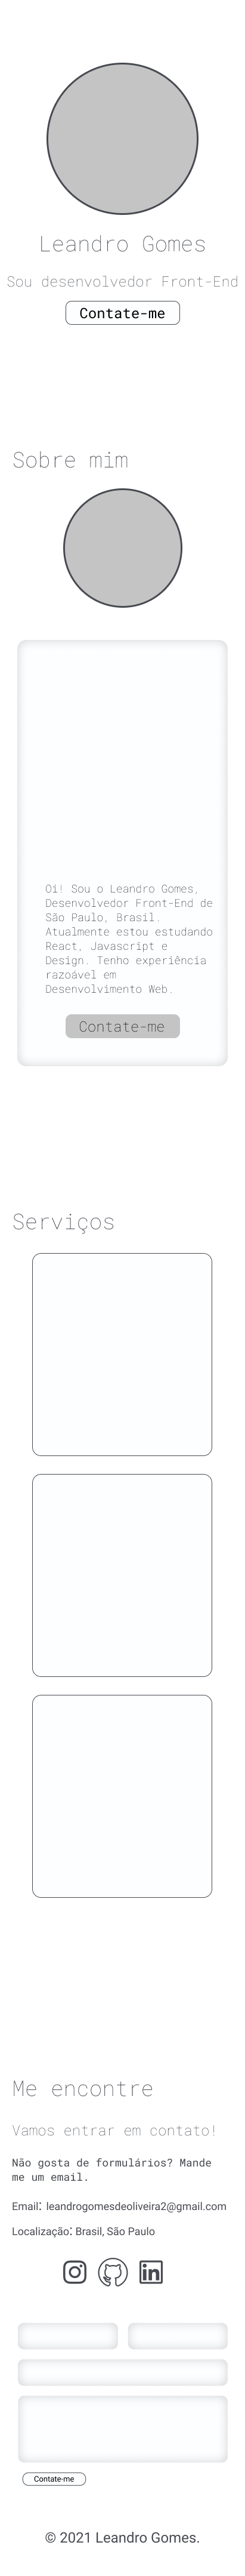 Leandro Gomes
Sou desenvolvedor Front-End
Contate-me
Sobre mim
Oi! Sou o Leandro Gomes,
Desenvolvedor Front-End de
São Paulo, Brasil.
Atualmente estou estudando
React, Javascript e
Design. Tenho experiência
razoável em
Desenvolvimento Web.
Contate-me
Serviços
Me encontre
Vamos entrar em contato!
Não gosta de formulários? Mande
me um email.
Email: leandrogomesdeoliveira2@gmail.com
Localização: Brasil, São Paulo
Contate-me
© 2021 Leandro Gomes.